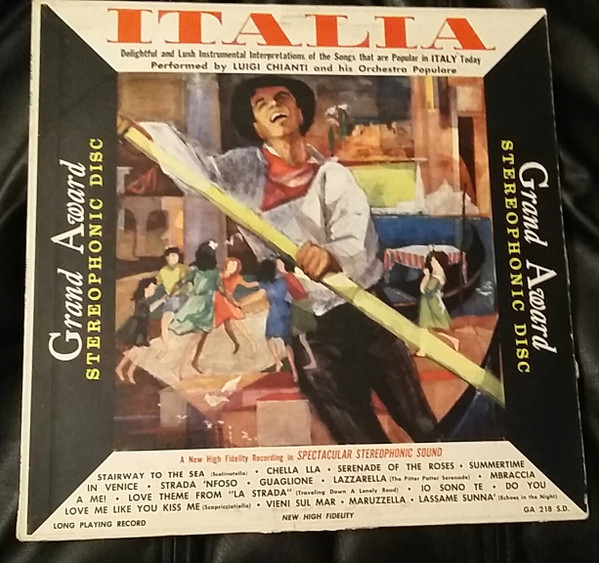 ITALIA
Delightful and Lush Instrumental Interpretations of the Songs that are Popular in ITALY Today
Performed by LUIGI CHIANTI and his Orchestra Populare
Grand Award
STEREOPHONIC DISC
Grand Award
STEREOPHONIC DISC
A New High Fidelity Recording in SPECTACULAR STEREOPHONIC SOUND
STAIRWAY TO THE SEA (Scalinatella) • CHELLA LLA • SERENADE OF THE ROSES • SUMMERTIME
IN VENICE • STRADA 'NFOSO • GUAGLIONE • LAZZARELLA (The Pitter Patter Serenade) • MBRACCIA
A ME! • LOVE THEME FROM "LA STRADA" (Traveling Down A Lonely Road) • IO SONO TE • DO YOU
LOVE ME LIKE YOU KISS ME (Scapricciatiello) • VIENI SUL MAR • MARUZZELLA • LASSAME SUNNA' (Echoes in the Night)
LONG PLAYING RECORD
NEW HIGH FIDELITY
GA 218 S.D.